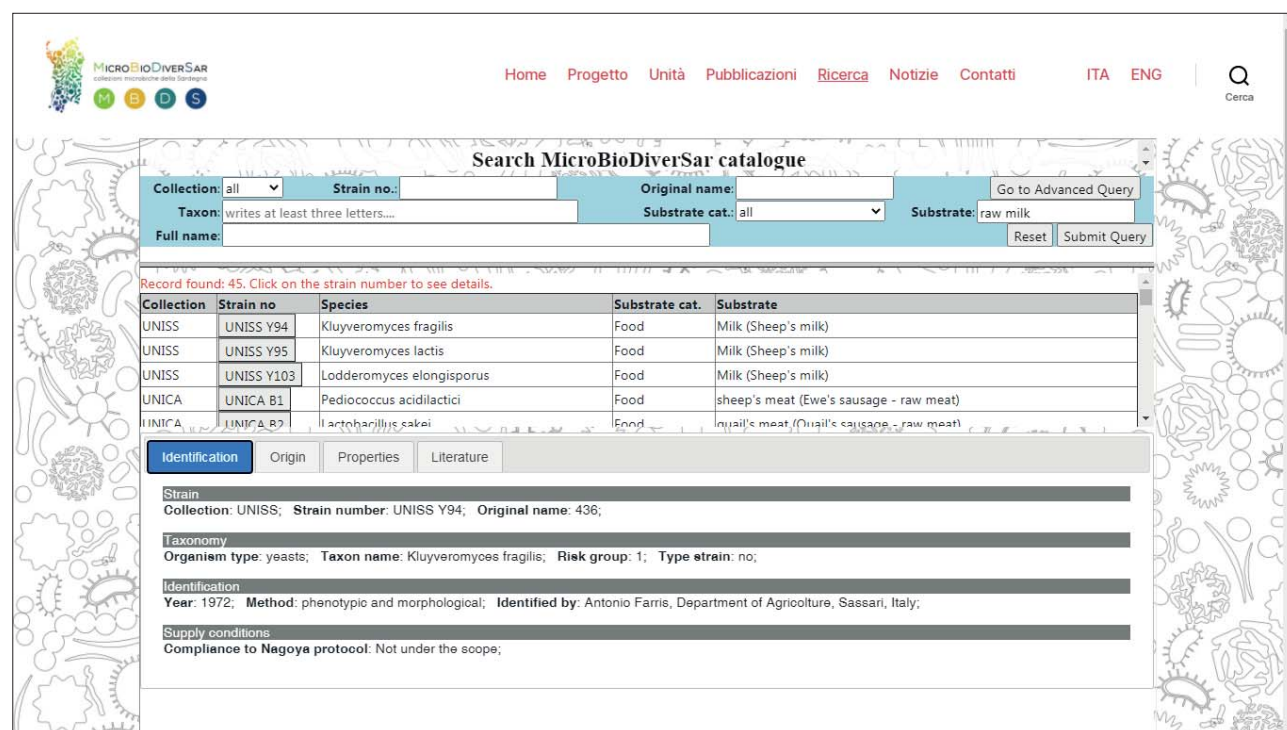 MICROBIODIVERSAR
collezioni microbiche della Sardegna
M B D S
Home Progetto Unità Pubblicazioni Ricerca Notizie Contatti ITA ENG
Cerca
Search MicroBioDiverSar catalogue
Collection: all Strain no.: Original name: Go to Advanced Query
Taxon: writes at least three letters.... Substrate cat.: all Substrate: raw milk
Full name: Reset Submit Query
Record found: 45. Click on the strain number to see details.
Collection Strain no Species Substrate cat. Substrate
UNISS UNISS Y94 Kluyveromyces fragilis Food Milk (Sheep's milk)
UNISS UNISS Y95 Kluyveromyces lactis Food Milk (Sheep's milk)
UNISS UNISS Y103 Lodderomyces elongisporus Food Milk (Sheep's milk)
UNICA UNICA B1 Pediococcus acidilactici Food sheep's meat (Ewe's sausage - raw meat)
UNICA UNICA B2 Lactobacillus sakei Food quail's meat (Quail's sausage - raw meat)
Identification Origin Properties Literature
Strain
Collection: UNISS; Strain number: UNISS Y94; Original name: 436;
Taxonomy
Organism type: yeasts; Taxon name: Kluyveromyces fragilis; Risk group: 1; Type strain: no;
Identification
Year: 1972; Method: phenotypic and morphological; Identified by: Antonio Farris, Department of Agricolture, Sassari, Italy;
Supply conditions
Compliance to Nagoya protocol: Not under the scope;